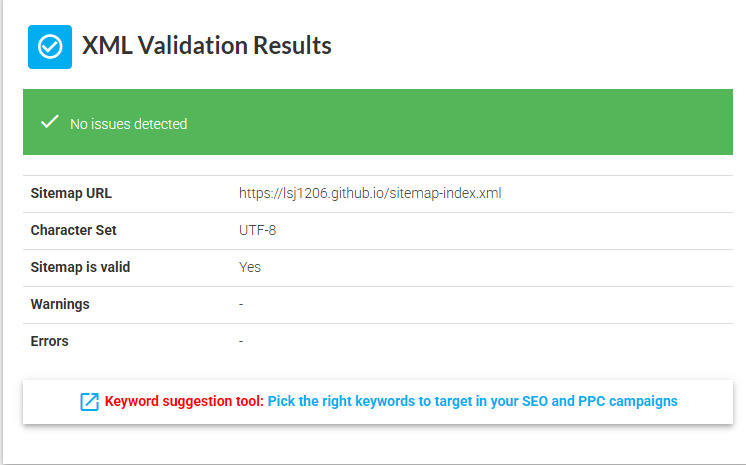 XML Validation Results
No issues detected
Sitemap URL https://lsj1206.github.io/sitemap-index.xml
Character Set UTF-8
Sitemap is valid Yes
Warnings -
Errors -
Keyword suggestion tool: Pick the right keywords to target in your SEO and PPC campaigns